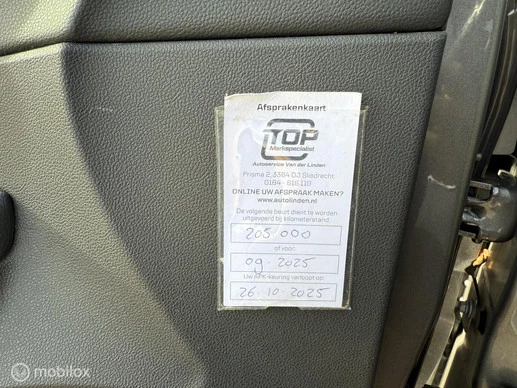 Afsprakenkaart
TOP
Merkspecialist
Autoservice Van der Linden
Prisma 2, 3364 DJ Sliedrecht
0184 - 616 119
ONLINE UW AFSPRAAK MAKEN?
www.autolinden.nl
De volgende beurt dient te worden
uitgevoerd bij kilometerstand:
205 000
of voor:
09 - 2025
Uw APK-keuring verloopt op:
26 - 10 - 2025
mobilox